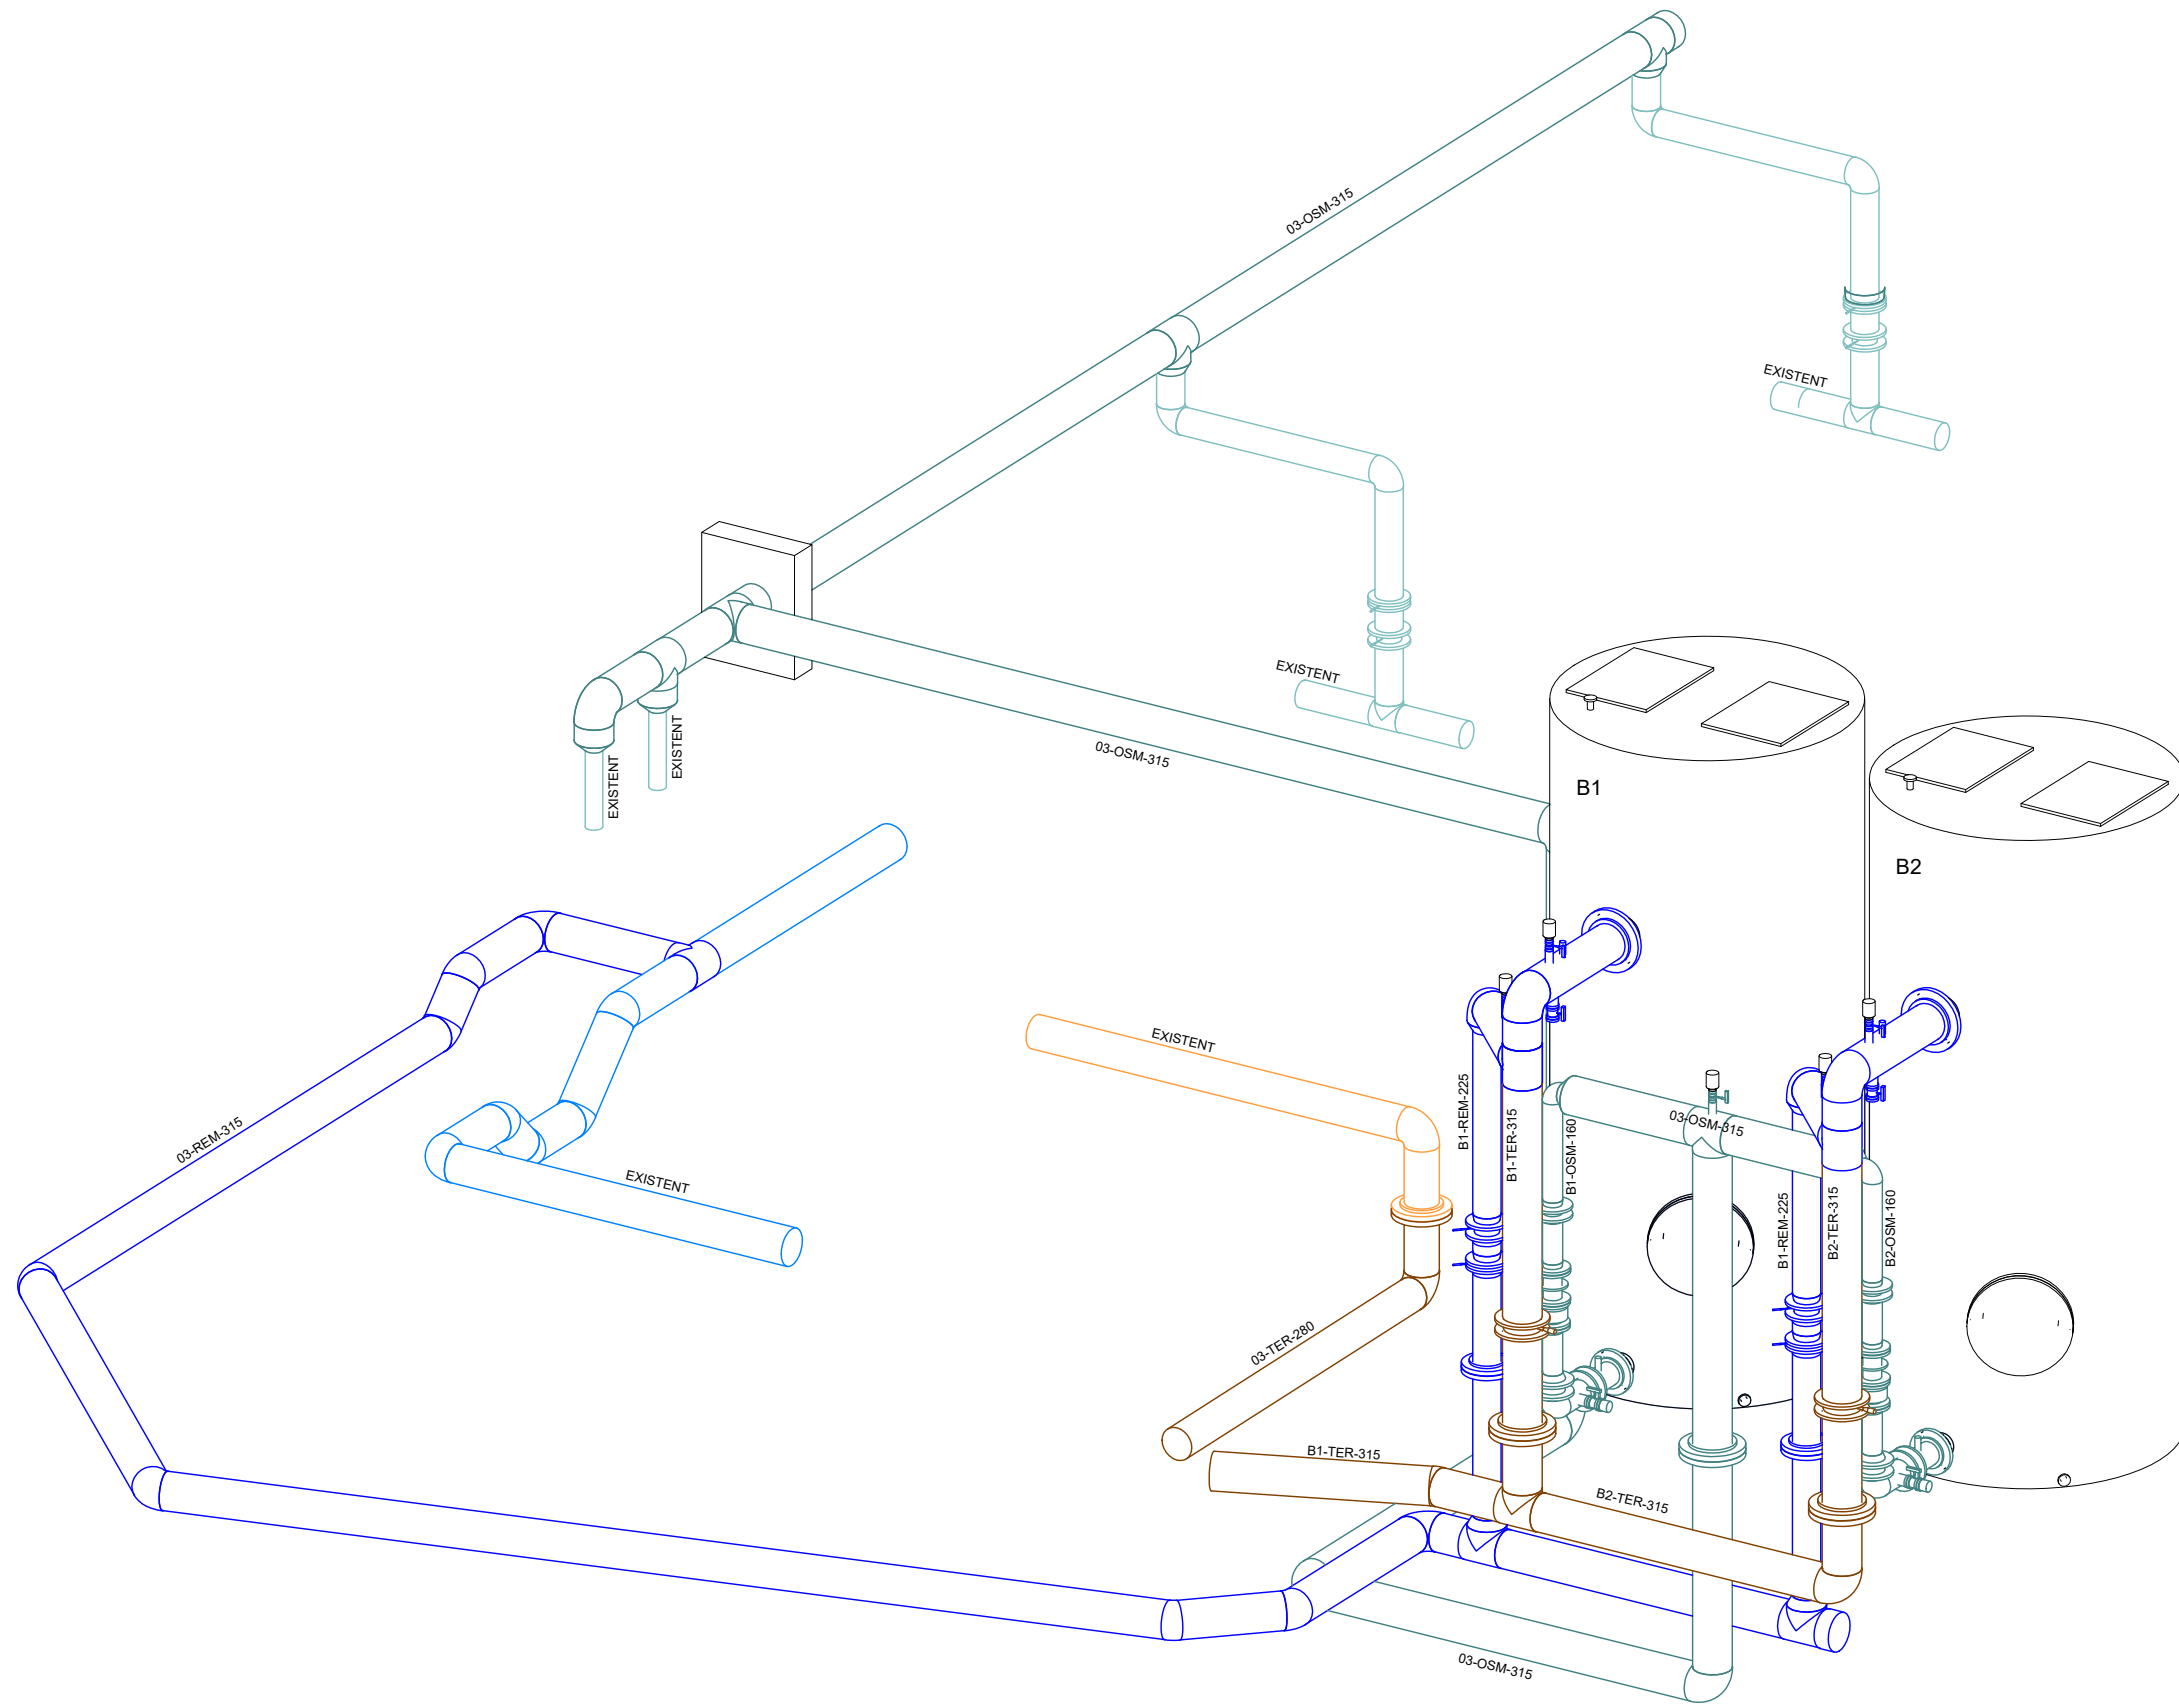 03-OSM-315
EXISTENT
EXISTENT
EXISTENT
EXISTENT
03-OSM-315
B1
B2
EXISTENT
B1-REM-225
B1-TER-315
B1-OSM-160
03-OSM-315
03-REM-315
EXISTENT
B1-REM-225
B2-TER-315
B2-OSM-160
03-TER-280
B1-TER-315
B2-TER-315
03-OSM-315